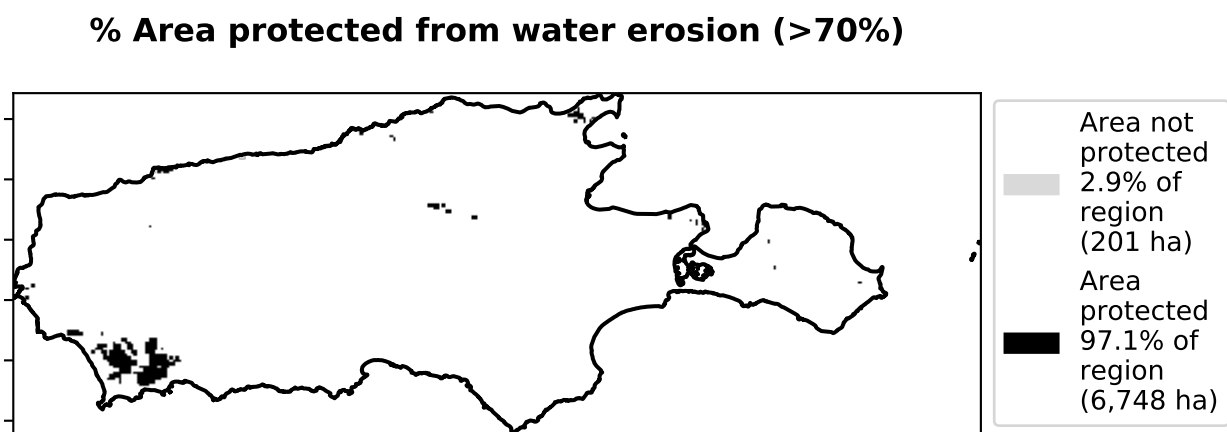 % Area protected from water erosion (>70%)
Area not
protected
2.9% of
region
(201 ha)
Area
protected
97.1% of
region
(6,748 ha)